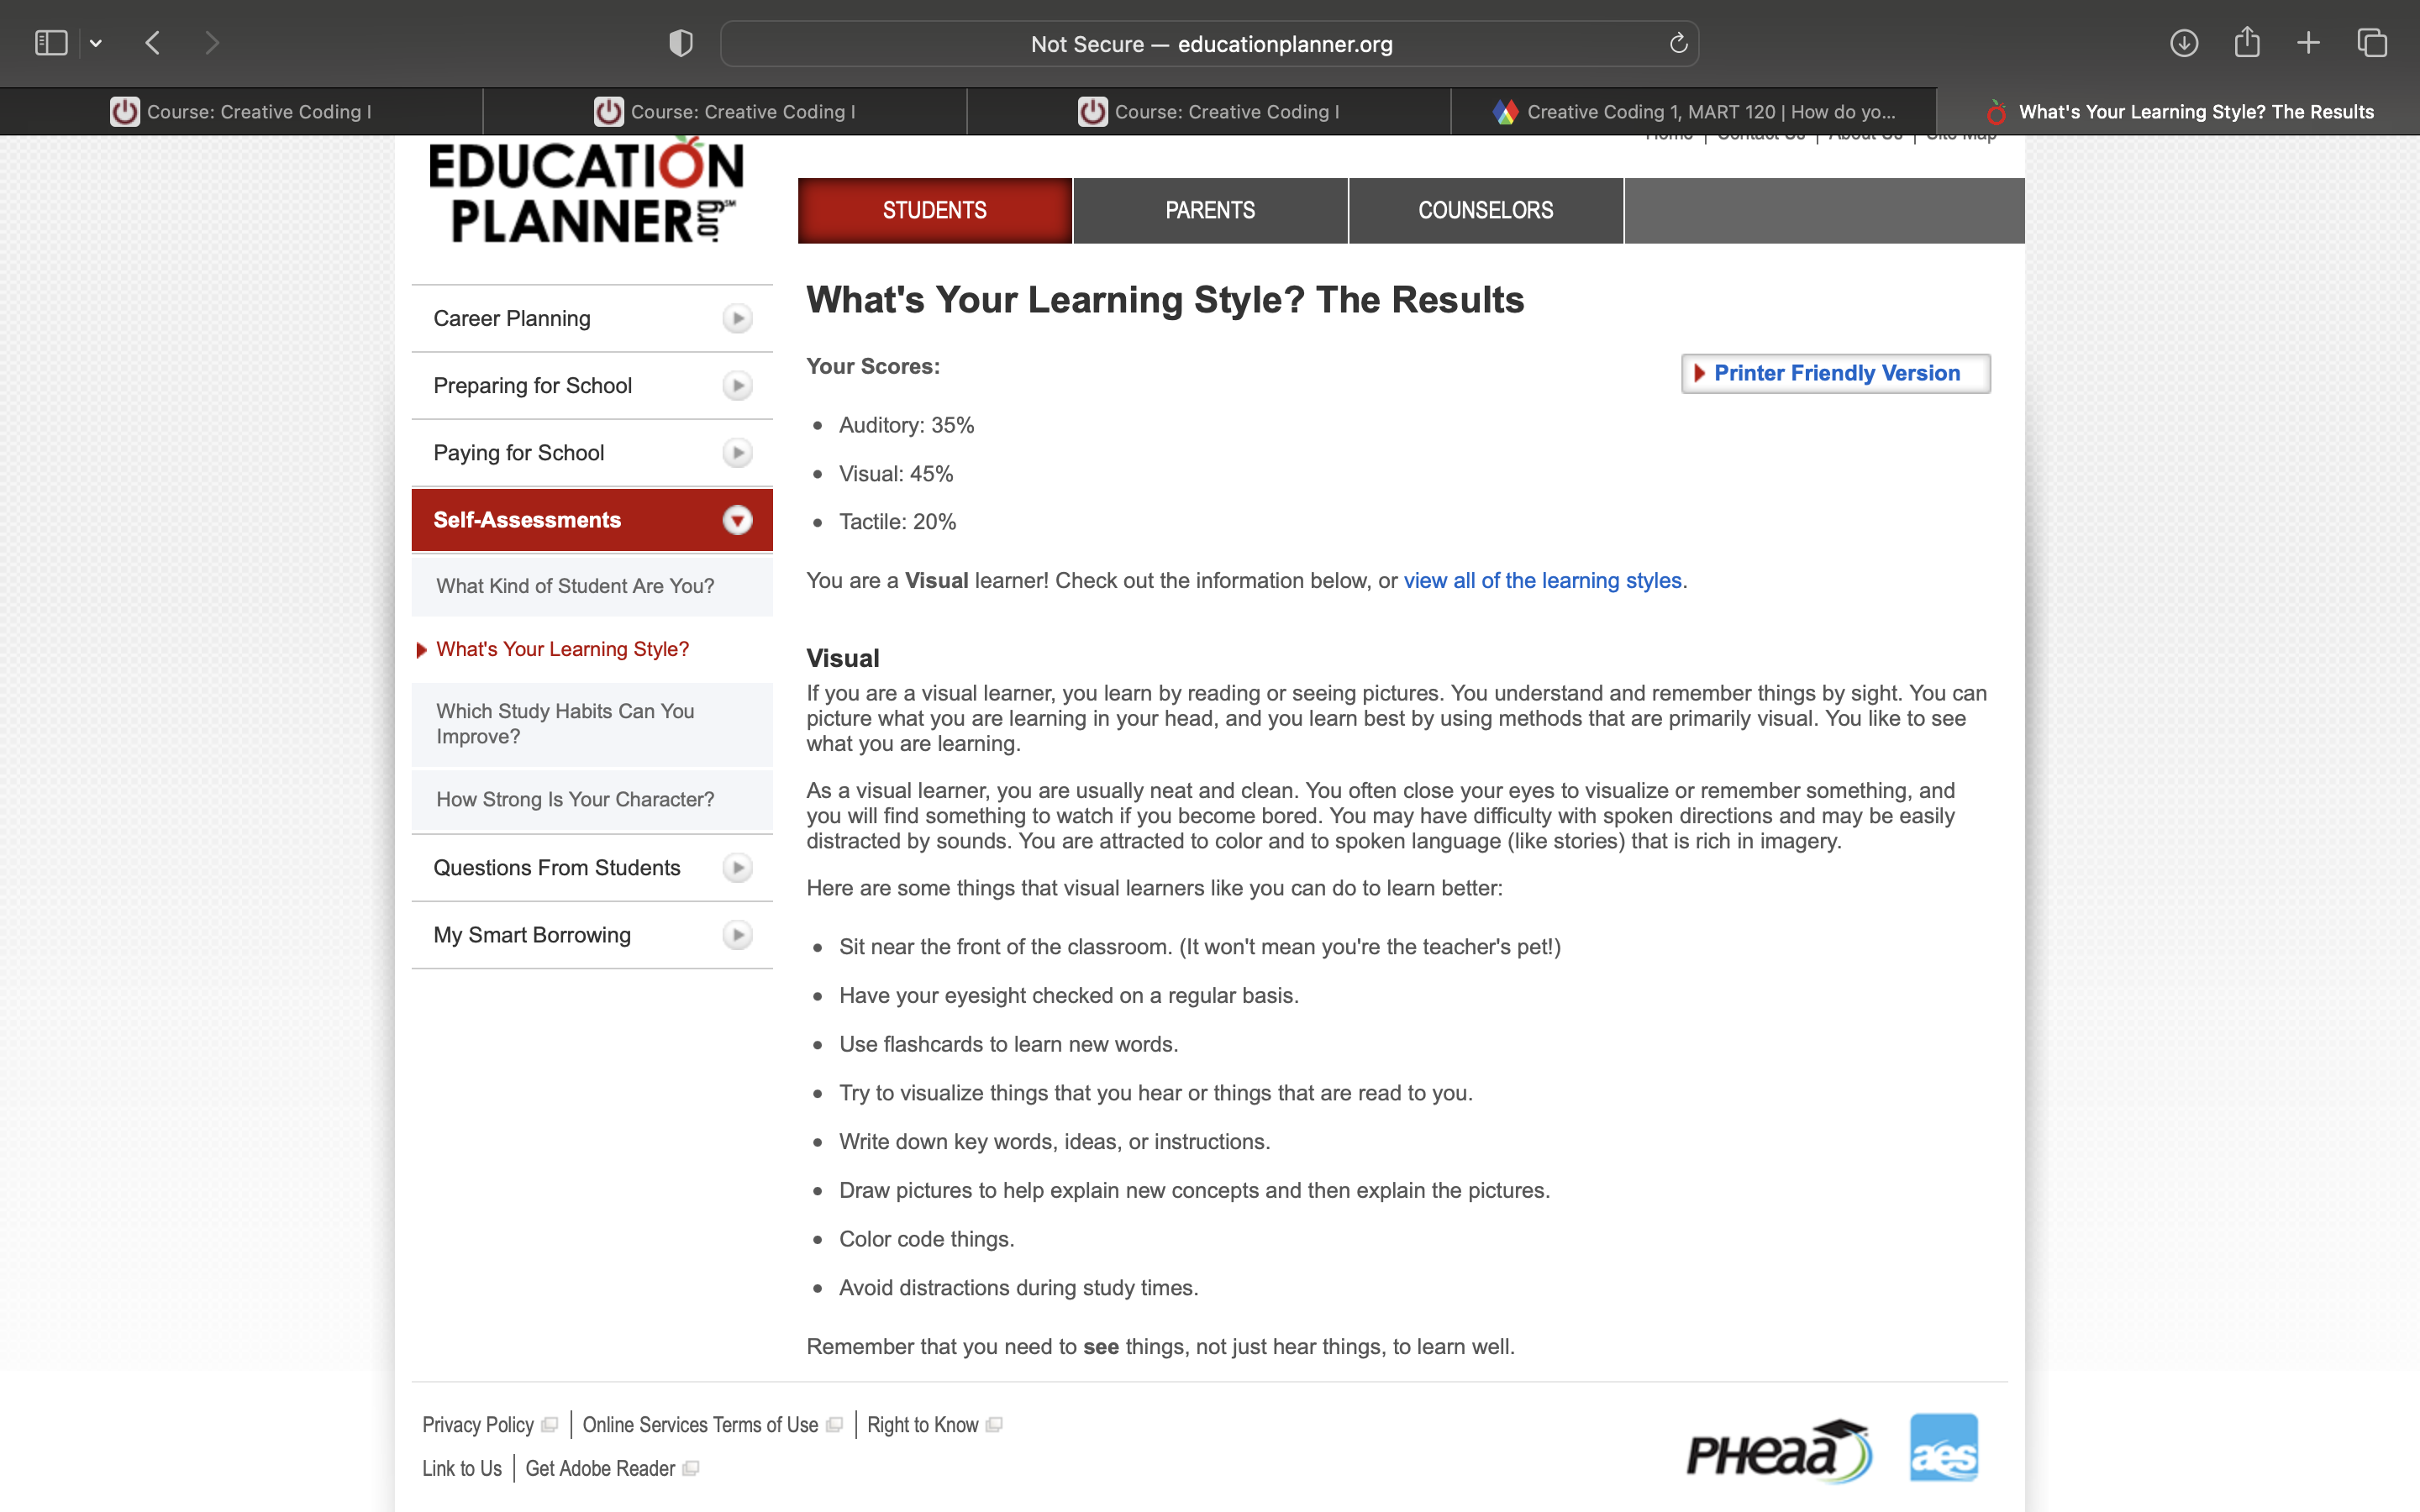 Not Secure — educationplanner.org
Course: Creative Coding I
Course: Creative Coding I
Course: Creative Coding I
Creative Coding 1, MART 120 | How do yo...
What's Your Learning Style? The Results
Home | Contact Us | About Us | Site Map
EDUCATION
PLANNER.org SM
STUDENTS
PARENTS
COUNSELORS
Career Planning
Preparing for School
Paying for School
Self-Assessments
What Kind of Student Are You?
What's Your Learning Style?
Which Study Habits Can You
Improve?
How Strong Is Your Character?
Questions From Students
My Smart Borrowing
What's Your Learning Style? The Results
Your Scores:
Printer Friendly Version
• Auditory: 35%
• Visual: 45%
• Tactile: 20%
You are a Visual learner! Check out the information below, or view all of the learning styles.
Visual
If you are a visual learner, you learn by reading or seeing pictures. You understand and remember things by sight. You can
picture what you are learning in your head, and you learn best by using methods that are primarily visual. You like to see
what you are learning.
As a visual learner, you are usually neat and clean. You often close your eyes to visualize or remember something, and
you will find something to watch if you become bored. You may have difficulty with spoken directions and may be easily
distracted by sounds. You are attracted to color and to spoken language (like stories) that is rich in imagery.
Here are some things that visual learners like you can do to learn better:
• Sit near the front of the classroom. (It won't mean you're the teacher's pet!)
• Have your eyesight checked on a regular basis.
• Use flashcards to learn new words.
• Try to visualize things that you hear or things that are read to you.
• Write down key words, ideas, or instructions.
• Draw pictures to help explain new concepts and then explain the pictures.
• Color code things.
• Avoid distractions during study times.
Remember that you need to see things, not just hear things, to learn well.
Privacy Policy | Online Services Terms of Use | Right to Know
Link to Us | Get Adobe Reader
PHEAA
aes